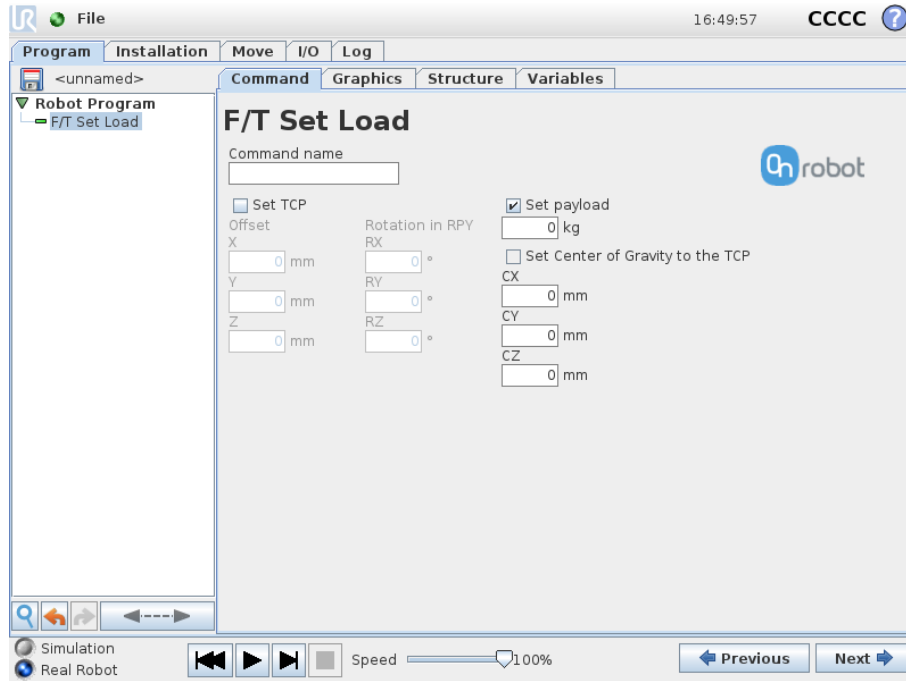 UR File 16:49:57 CCCC ?
Program Installation Move I/O Log
<unnamed> Command Graphics Structure Variables
Robot Program
F/T Set Load
F/T Set Load
Command name
On robot
Set TCP
Offset Rotation in RPY
X RX
0 mm 0 °
Y RY
0 mm 0 °
Z RZ
0 mm 0 °
Set payload
0 kg
Set Center of Gravity to the TCP
CX
0 mm
CY
0 mm
CZ
0 mm
Simulation
Real Robot
Speed 100% Previous Next